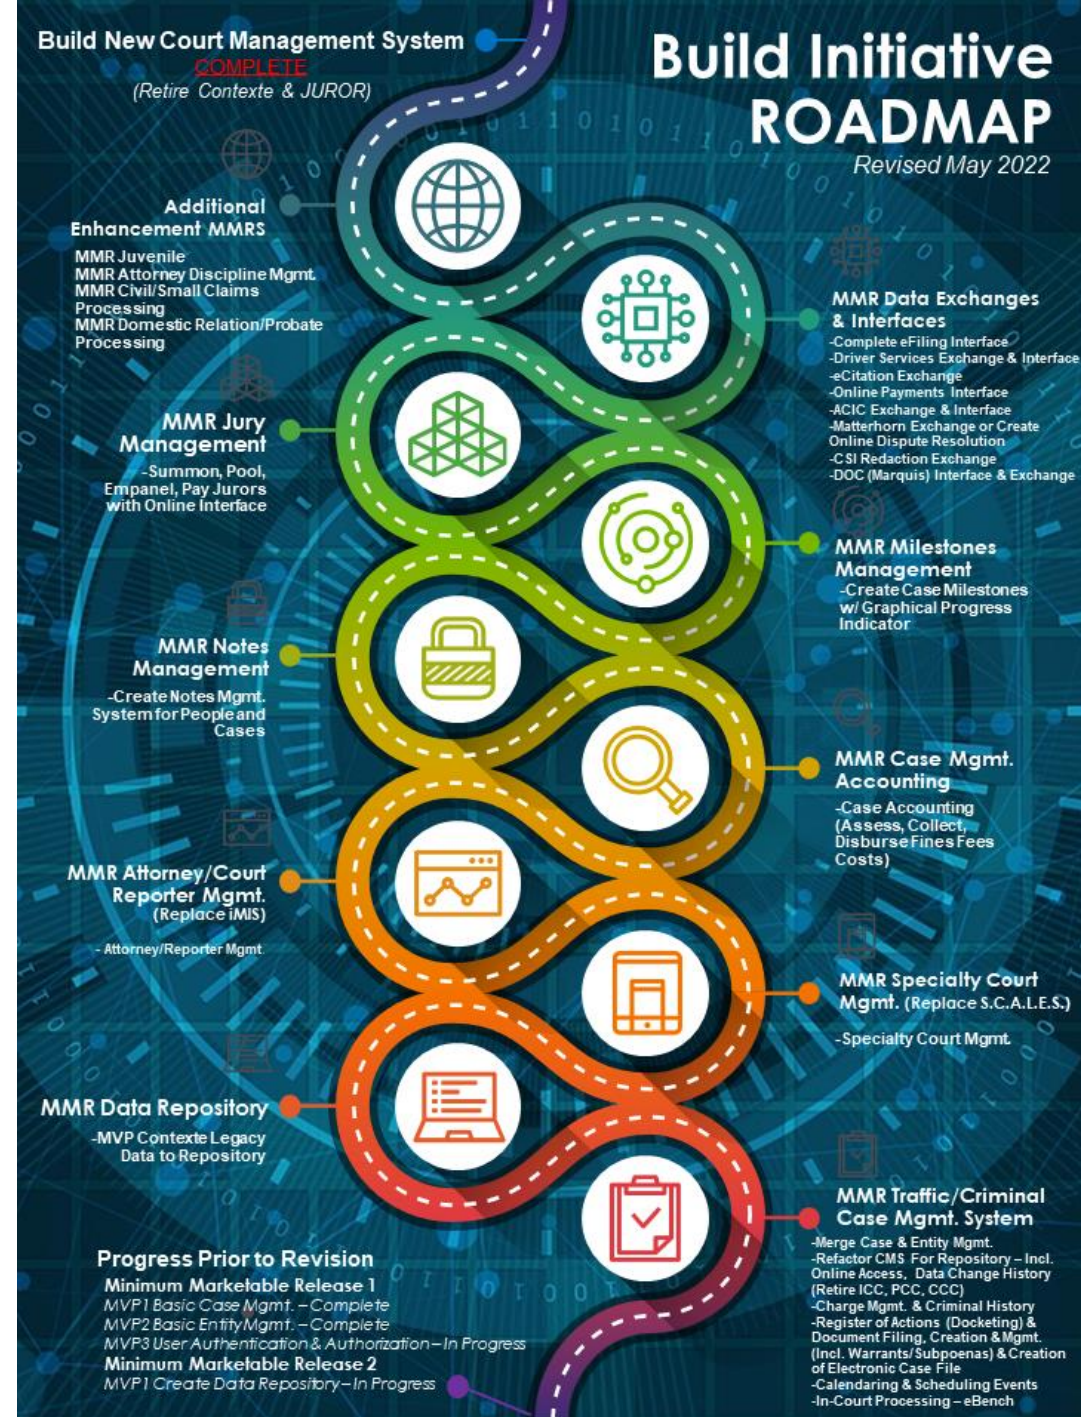 Build New Court Management System
COMPLETE
(Retire Contexte & JUROR)
Build Initiative
ROADMAP
Revised May 2022
Additional
Enhancement MMRS
MMR Juvenile
MMR Attorney Discipline Mgmt.
MMR Civil/Small Claims
Processing
MMR Domestic Relation/Probate
Processing
MMR Data Exchanges
& Interfaces
-Complete eFiling Interface
-Driver Services Exchange & Interface
-eCitation Exchange
-Online Payments Interface
-ACIC Exchange & Interface
-Matterhorn Exchange or Create
Online Dispute Resolution
-CSI Redaction Exchange
-DOC (Marquis) Interface & Exchange
MMR Jury
Management
-Summon, Pool,
Empanel, Pay Jurors
with Online Interface
MMR Milestones
Management
-Create Case Milestones
w/ Graphical Progress
Indicator
MMR Notes
Management
-Create Notes Mgmt.
System for People and
Cases
MMR Case Mgmt.
Accounting
-Case Accounting
(Assess, Collect,
Disburse Fines Fees
Costs)
MMR Attorney/Court
Reporter Mgmt.
(Replace iMIS)
- Attorney/Reporter Mgmt.
MMR Specialty Court
Mgmt. (Replace S.C.A.L.E.S.)
-Specialty Court Mgmt.
MMR Data Repository
-MVP Contexte Legacy
Data to Repository
MMR Traffic/Criminal
Case Mgmt. System
-Merge Case & Entity Mgmt.
-Refactor CMS For Repository – Incl.
Online Access, Data Change History
(Retire ICC, PCC, CCC)
-Charge Mgmt. & Criminal History
-Register of Actions (Docketing) &
Document Filing, Creation & Mgmt.
(Incl. Warrants/Subpoenas) & Creation
of Electronic Case File
-Calendaring & Scheduling Events
-In-Court Processing – eBench
Progress Prior to Revision
Minimum Marketable Release 1
MVP1 Basic Case Mgmt. – Complete
MVP2 Basic Entity Mgmt. – Complete
MVP3 User Authentication & Authorization – In Progress
Minimum Marketable Release 2
MVP1 Create Data Repository – In Progress